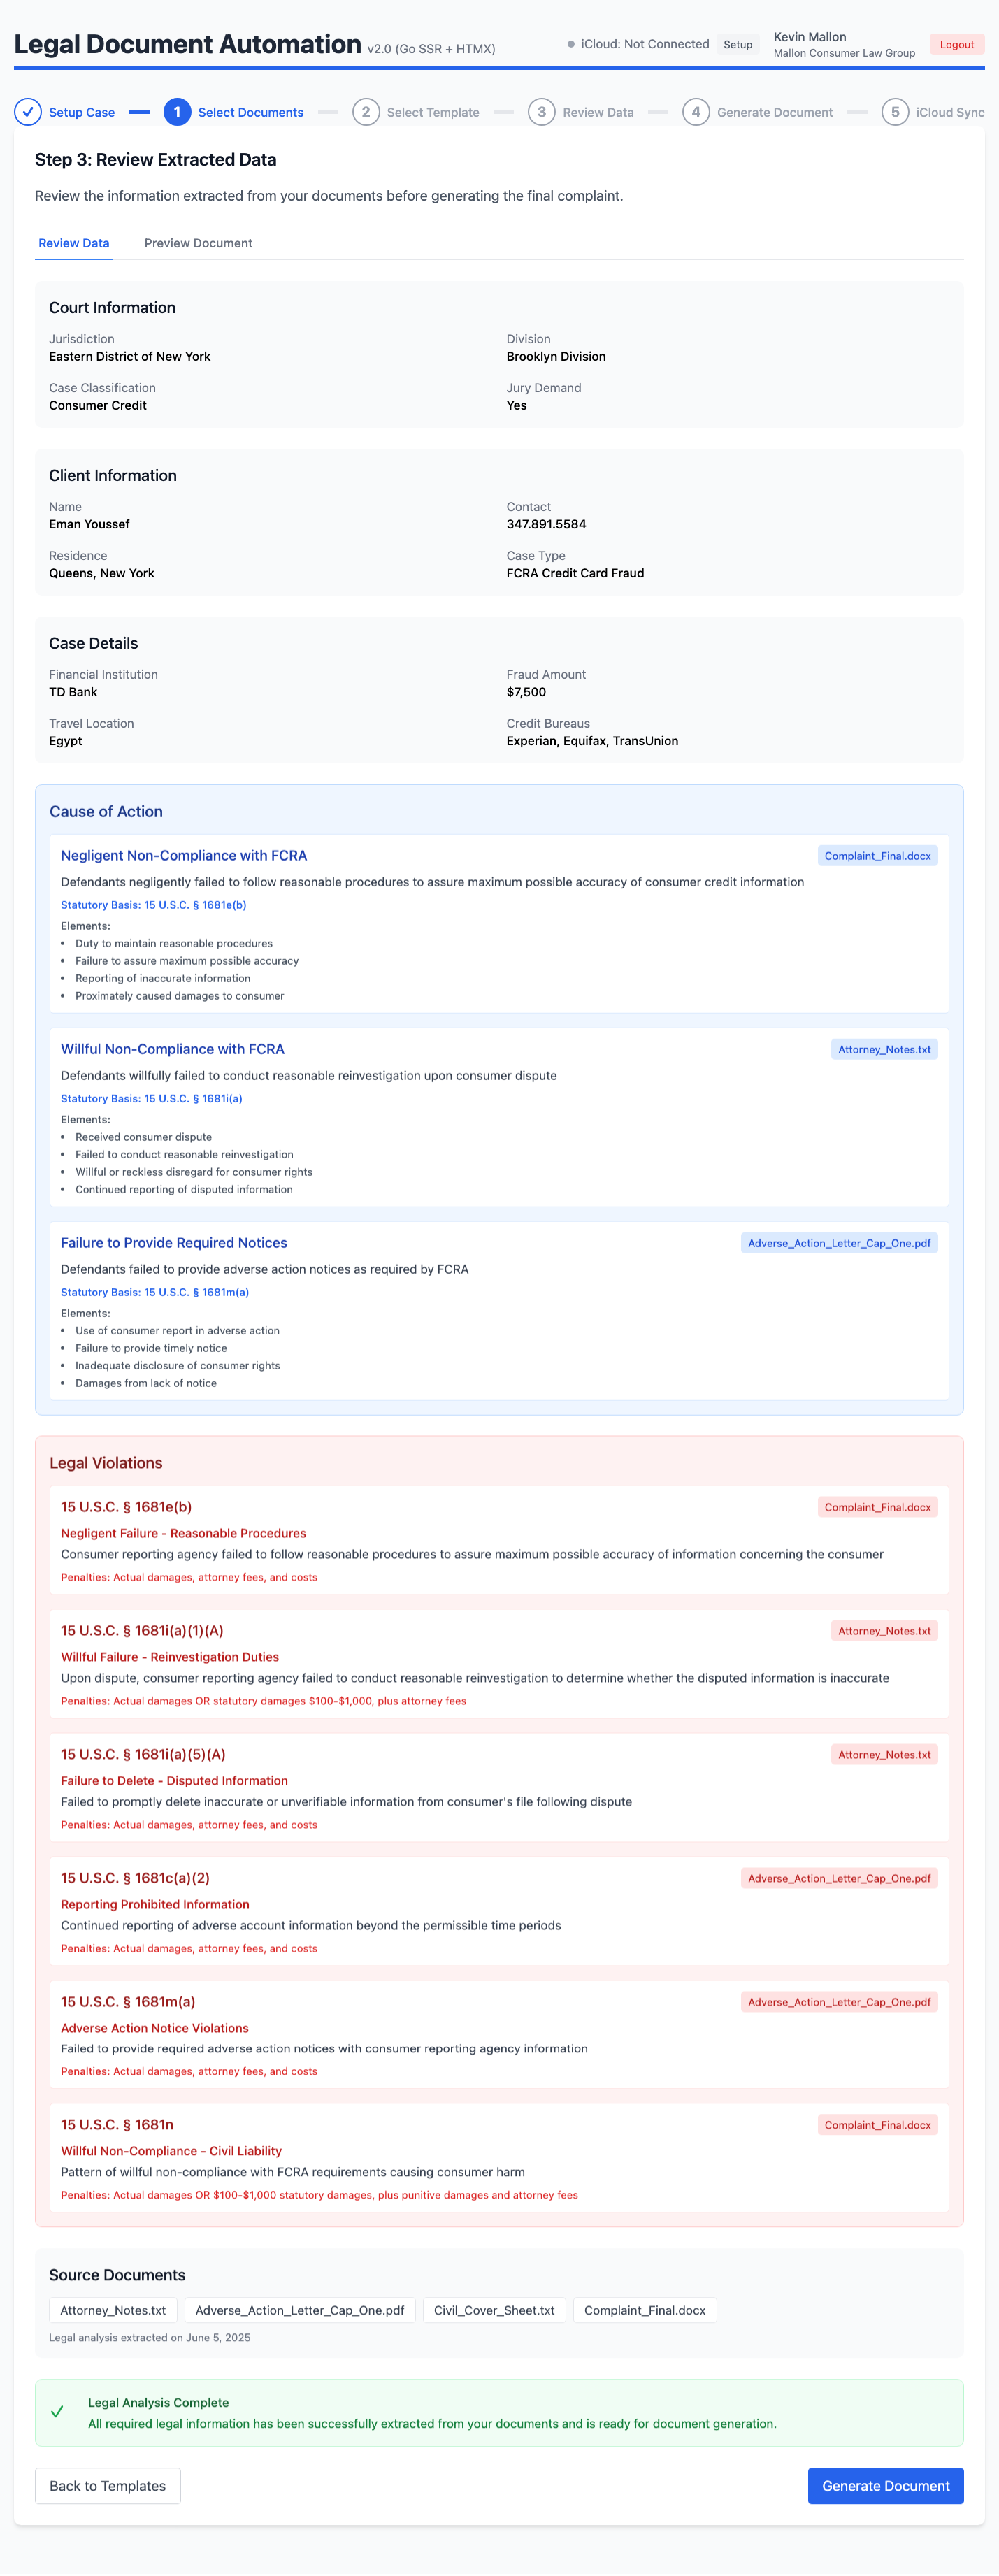 Legal Document Automation v2.0 (Go SSR + HTMX)
iCloud: Not Connected Setup
Kevin Mallon
Mallon Consumer Law Group
Logout
Setup Case
1 Select Documents
2 Select Template
3 Review Data
4 Generate Document
5 iCloud Sync
Step 3: Review Extracted Data
Review the information extracted from your documents before generating the final complaint.
Review Data Preview Document
Court Information
Jurisdiction
Eastern District of New York
Division
Brooklyn Division
Case Classification
Consumer Credit
Jury Demand
Yes
Client Information
Name
Eman Youssef
Contact
347.891.5584
Residence
Queens, New York
Case Type
FCRA Credit Card Fraud
Case Details
Financial Institution
TD Bank
Fraud Amount
$7,500
Travel Location
Egypt
Credit Bureaus
Experian, Equifax, TransUnion
Cause of Action
Negligent Non-Compliance with FCRA
Complaint_Final.docx
Defendants negligently failed to follow reasonable procedures to assure maximum possible accuracy of consumer credit information
Statutory Basis: 15 U.S.C. § 1681e(b)
Elements:
• Duty to maintain reasonable procedures
• Failure to assure maximum possible accuracy
• Reporting of inaccurate information
• Proximately caused damages to consumer
Willful Non-Compliance with FCRA
Attorney_Notes.txt
Defendants willfully failed to conduct reasonable reinvestigation upon consumer dispute
Statutory Basis: 15 U.S.C. § 1681i(a)
Elements:
• Received consumer dispute
• Failed to conduct reasonable reinvestigation
• Willful or reckless disregard for consumer rights
• Continued reporting of disputed information
Failure to Provide Required Notices
Adverse_Action_Letter_Cap_One.pdf
Defendants failed to provide adverse action notices as required by FCRA
Statutory Basis: 15 U.S.C. § 1681m(a)
Elements:
• Use of consumer report in adverse action
• Failure to provide timely notice
• Inadequate disclosure of consumer rights
• Damages from lack of notice
Legal Violations
15 U.S.C. § 1681e(b)
Complaint_Final.docx
Negligent Failure - Reasonable Procedures
Consumer reporting agency failed to follow reasonable procedures to assure maximum possible accuracy of information concerning the consumer
Penalties: Actual damages, attorney fees, and costs
15 U.S.C. § 1681i(a)(1)(A)
Attorney_Notes.txt
Willful Failure - Reinvestigation Duties
Upon dispute, consumer reporting agency failed to conduct reasonable reinvestigation to determine whether the disputed information is inaccurate
Penalties: Actual damages OR statutory damages $100-$1,000, plus attorney fees
15 U.S.C. § 1681i(a)(5)(A)
Attorney_Notes.txt
Failure to Delete - Disputed Information
Failed to promptly delete inaccurate or unverifiable information from consumer's file following dispute
Penalties: Actual damages, attorney fees, and costs
15 U.S.C. § 1681c(a)(2)
Adverse_Action_Letter_Cap_One.pdf
Reporting Prohibited Information
Continued reporting of adverse account information beyond the permissible time periods
Penalties: Actual damages, attorney fees, and costs
15 U.S.C. § 1681m(a)
Adverse_Action_Letter_Cap_One.pdf
Adverse Action Notice Violations
Failed to provide required adverse action notices with consumer reporting agency information
Penalties: Actual damages, attorney fees, and costs
15 U.S.C. § 1681n
Complaint_Final.docx
Willful Non-Compliance - Civil Liability
Pattern of willful non-compliance with FCRA requirements causing consumer harm
Penalties: Actual damages OR $100-$1,000 statutory damages, plus punitive damages and attorney fees
Source Documents
Attorney_Notes.txt Adverse_Action_Letter_Cap_One.pdf Civil_Cover_Sheet.txt Complaint_Final.docx
Legal analysis extracted on June 5, 2025
Legal Analysis Complete
All required legal information has been successfully extracted from your documents and is ready for document generation.
Back to Templates Generate Document